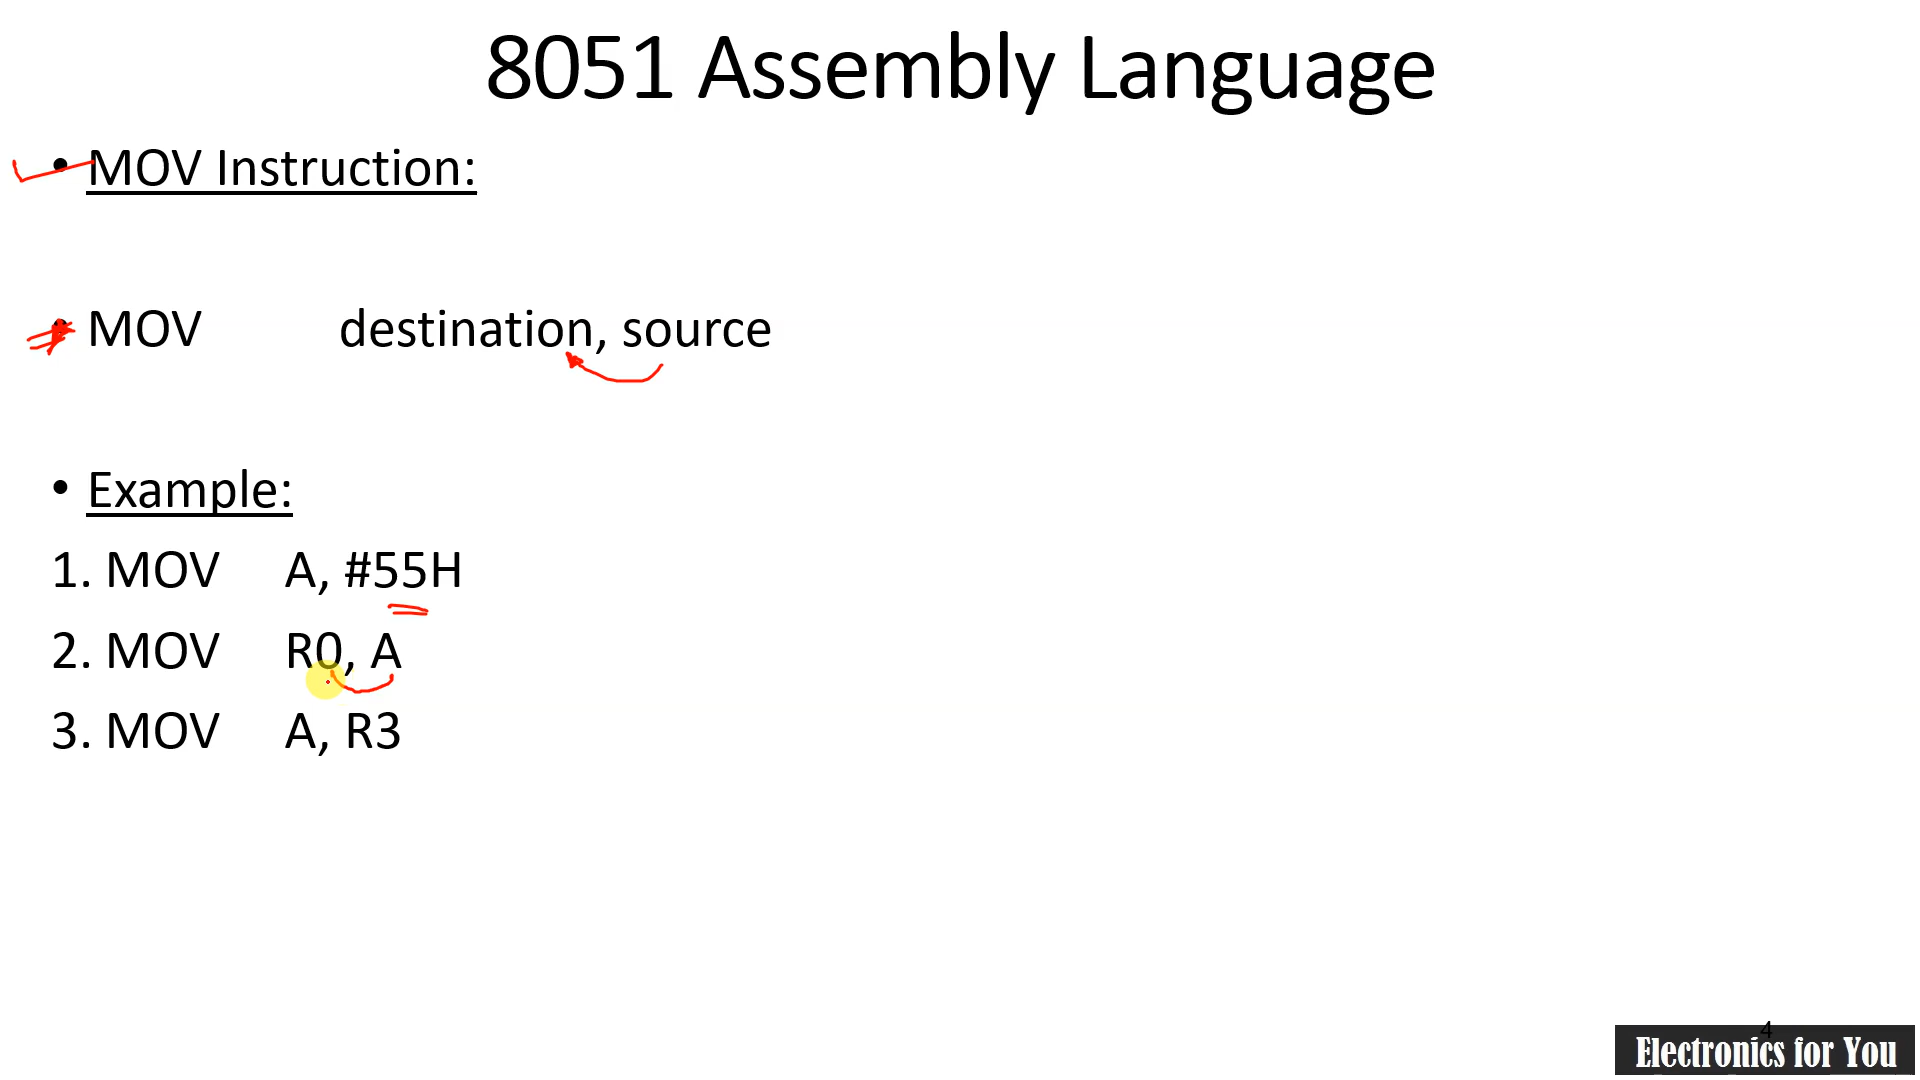 8051 Assembly Language
• MOV Instruction:
• MOV destination, source
• Example:
1. MOV A, #55H
2. MOV R0, A
3. MOV A, R3
4
Electronics for You